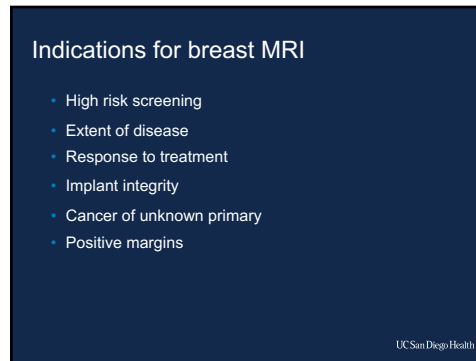 Indications for breast MRI
• High risk screening
• Extent of disease
• Response to treatment
• Implant integrity
• Cancer of unknown primary
• Positive margins
UC San Diego Health